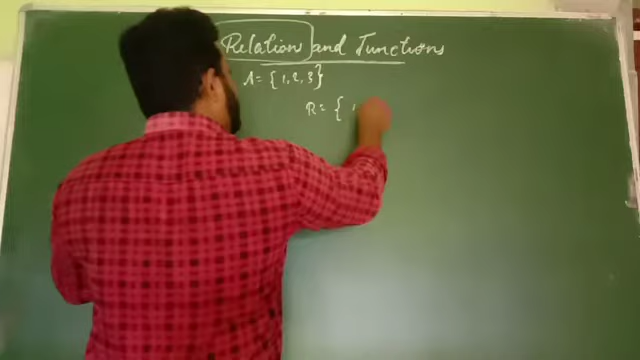 Relation and Functions
A = { 1, 2, 3 }
R = {